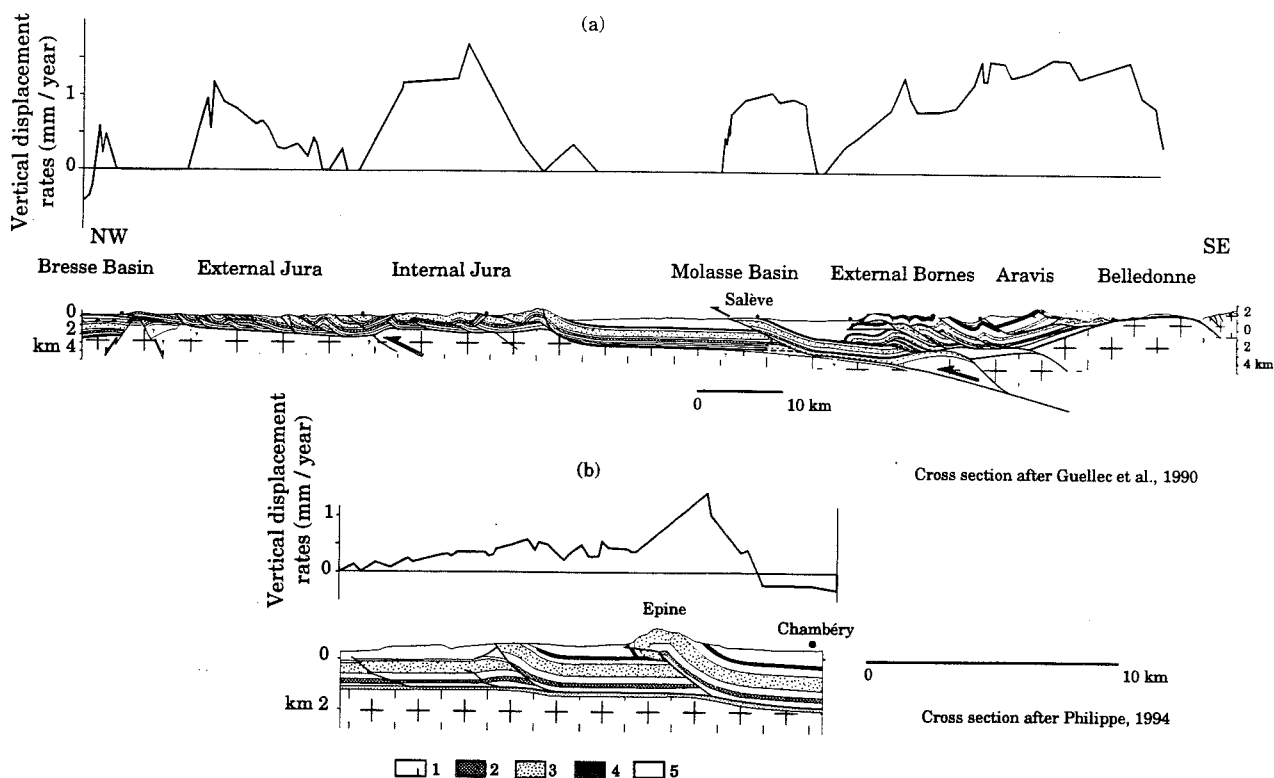 (a)
Vertical displacement
rates (mm / year)
1
0
NW
SE
Bresse Basin
External Jura
Internal Jura
Molasse Basin
External Bornes
Aravis
Belledonne
Salève
0
2
km 4
2
0
2
4 km
0 10 km
(b)
Cross section after Guellec et al., 1990
Vertical displacement
rates (mm / year)
1
0
Epine
Chambéry
0
km 2
0 10 km
Cross section after Philippe, 1994
1 2 3 4 5